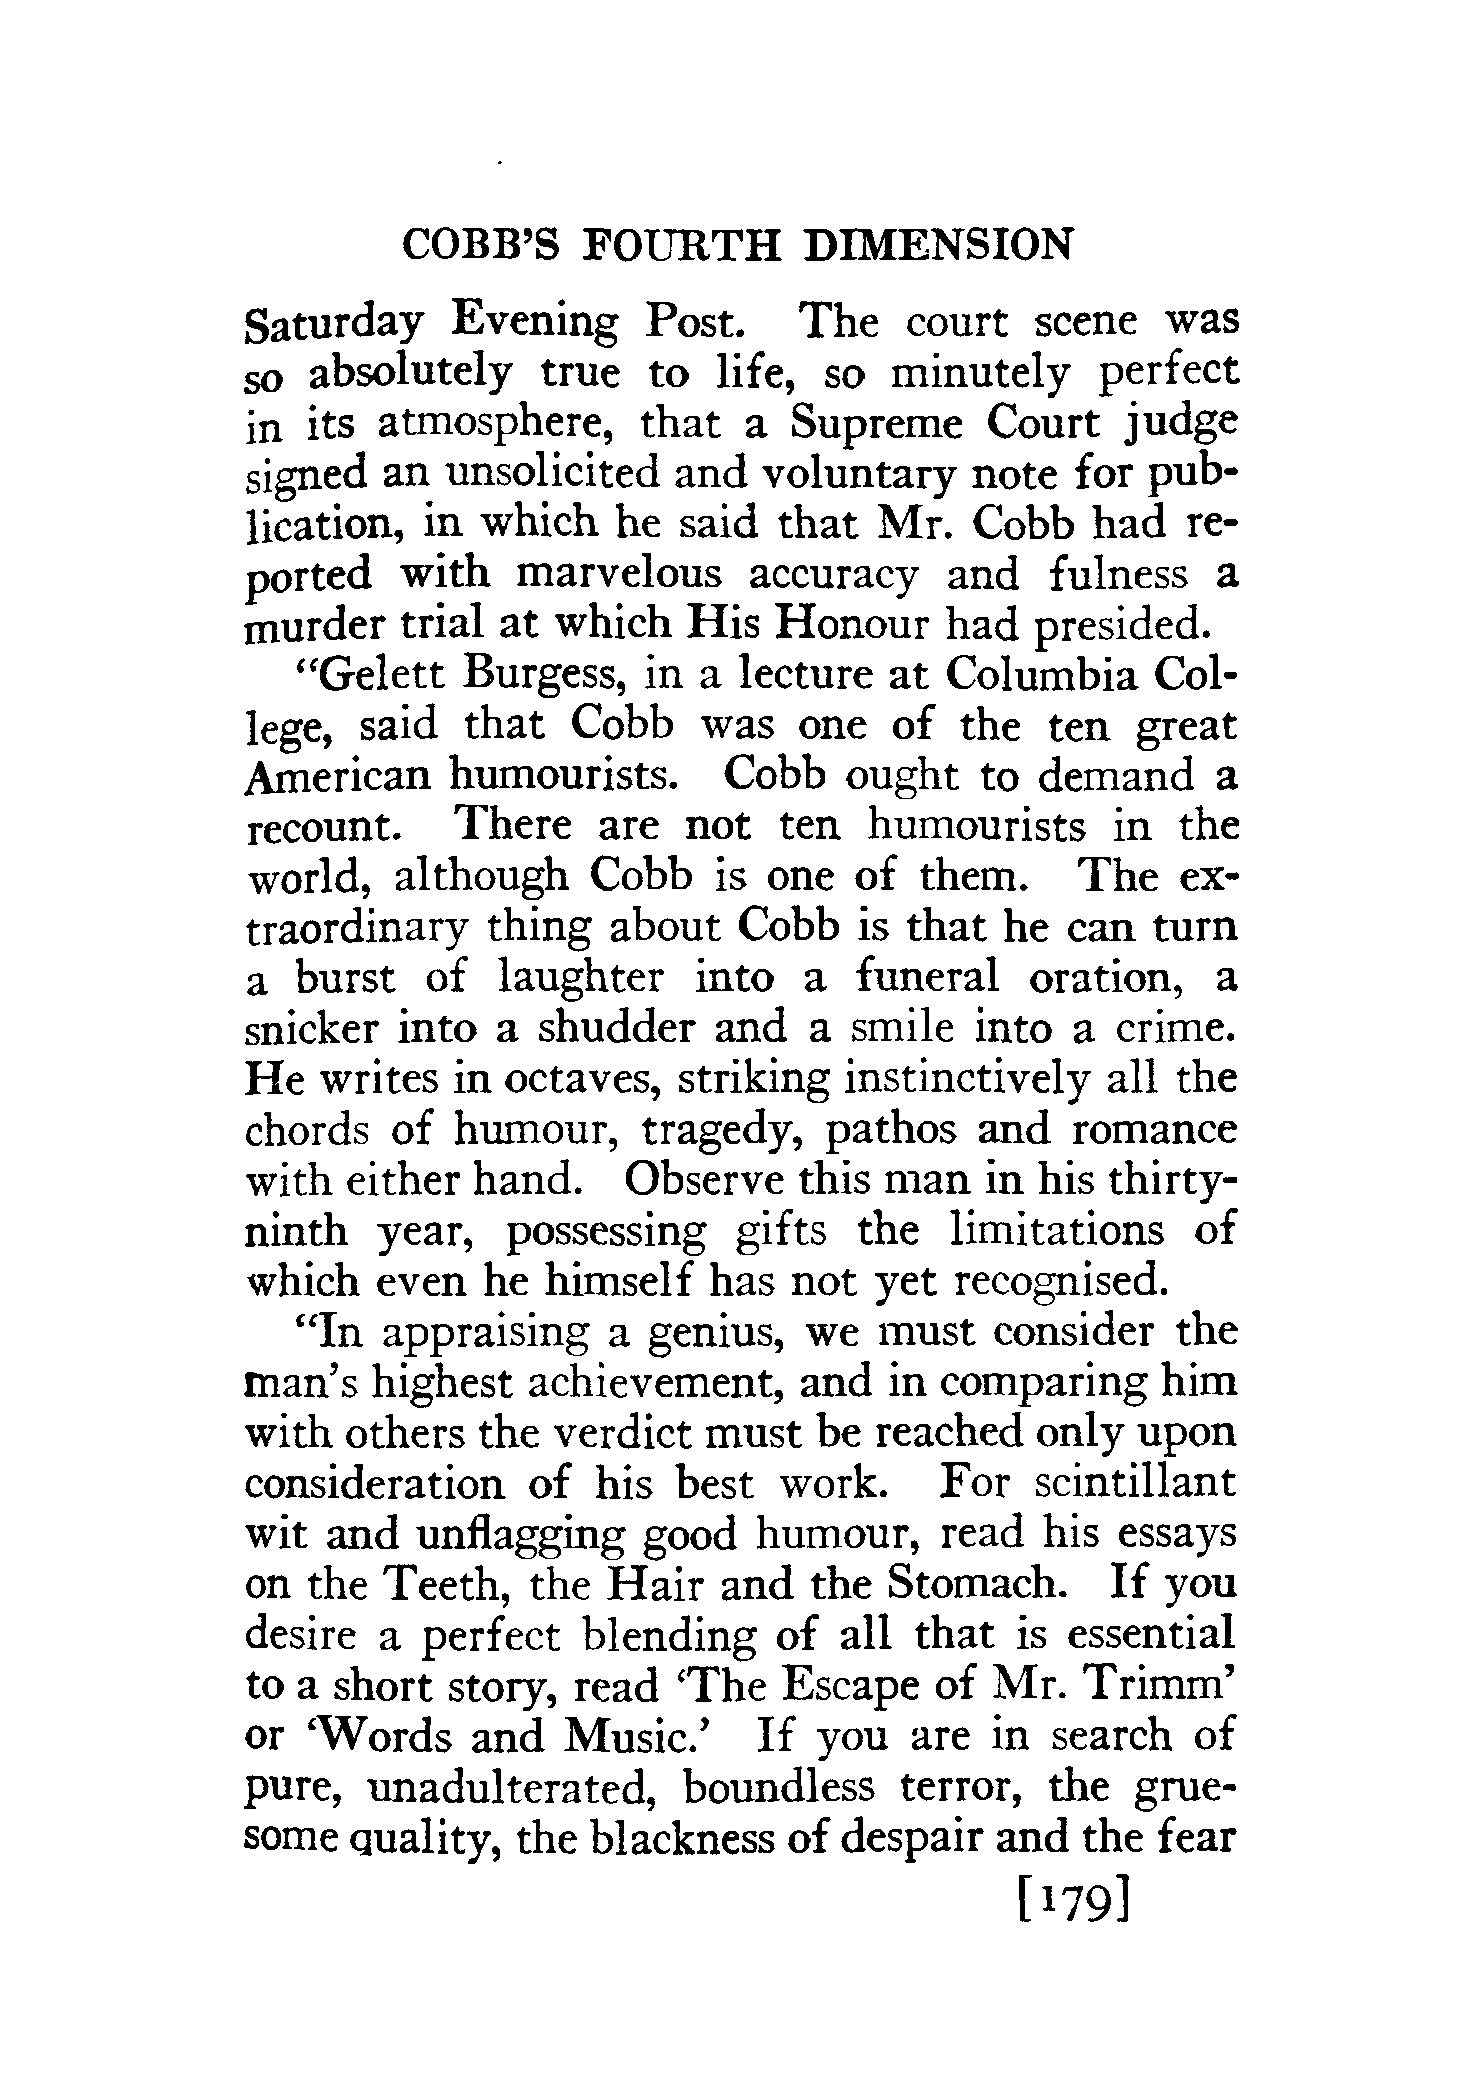 COBB'S FOURTH DIMENSION
Saturday Evening Post. The court scene was
so absolutely true to life, so minutely perfect
in its atmosphere, that a Supreme Court judge
signed an unsolicited and voluntary note for pub-
lication, in which he said that Mr. Cobb had re-
ported with marvelous accuracy and fulness a
murder trial at which His Honour had presided.
"Gelett Burgess, in a lecture at Columbia Col-
lege, said that Cobb was one of the ten great
American humourists. Cobb ought to demand a
recount. There are not ten humourists in the
world, although Cobb is one of them. The ex-
traordinary thing about Cobb is that he can turn
a burst of laughter into a funeral oration, a
snicker into a shudder and a smile into a crime.
He writes in octaves, striking instinctively all the
chords of humour, tragedy, pathos and romance
with either hand. Observe this man in his thirty-
ninth year, possessing gifts the limitations of
which even he himself has not yet recognised.
"In appraising a genius, we must consider the
man's highest achievement, and in comparing him
with others the verdict must be reached only upon
consideration of his best work. For scintillant
wit and unflagging good humour, read his essays
on the Teeth, the Hair and the Stomach. If you
desire a perfect blending of all that is essential
to a short story, read 'The Escape of Mr. Trimm'
or 'Words and Music.' If you are in search of
pure, unadulterated, boundless terror, the grue-
some quality, the blackness of despair and the fear
[179]